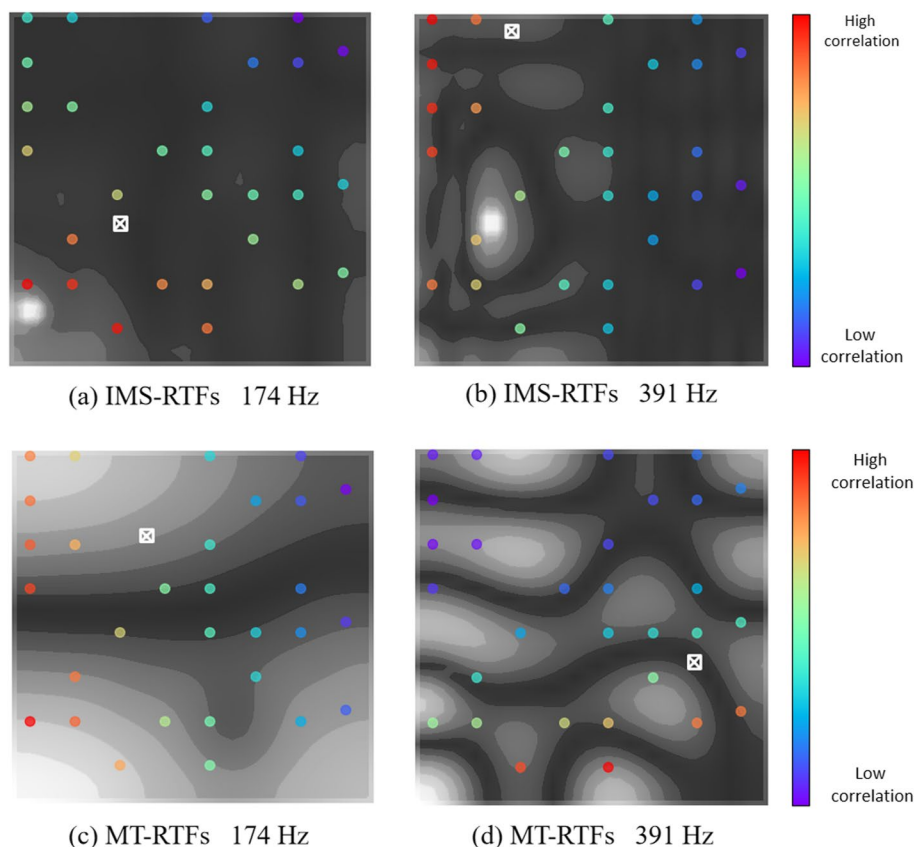 High
correlation
Low
correlation
(a) IMS-RTFs 174 Hz
(b) IMS-RTFs 391 Hz
High
correlation
Low
correlation
(c) MT-RTFs 174 Hz
(d) MT-RTFs 391 Hz